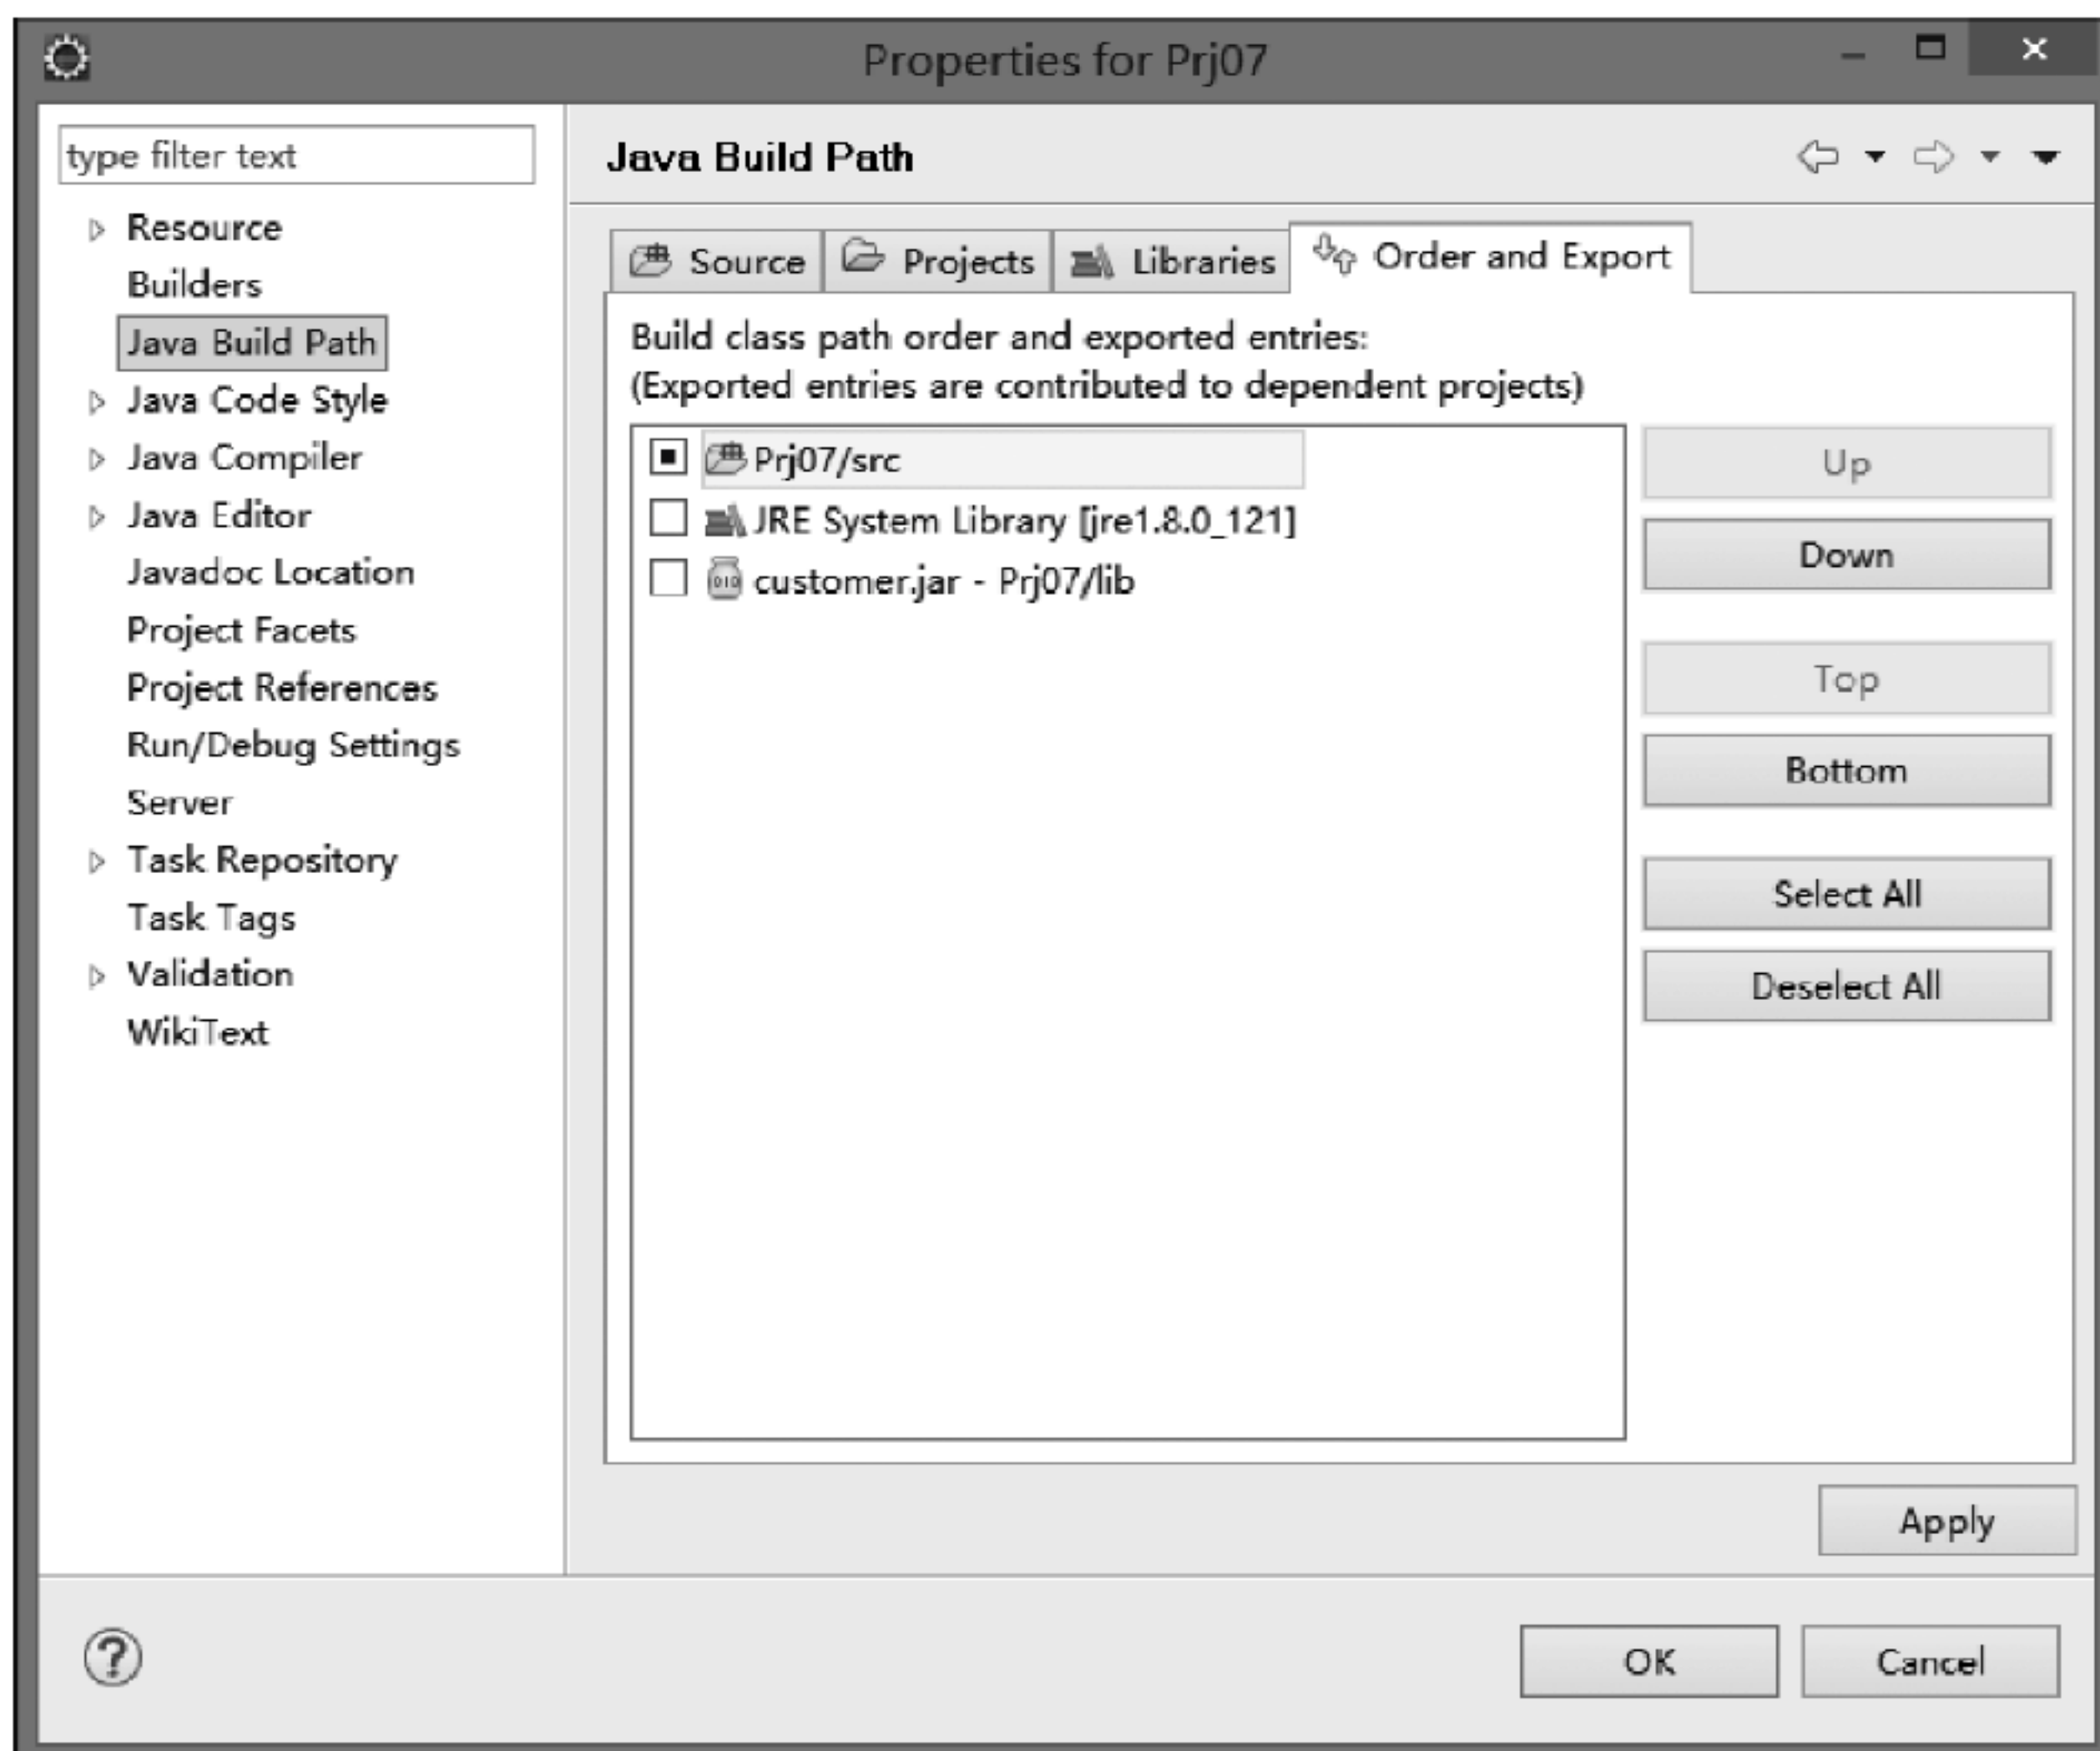 Properties for Prj07
type filter text
Resource
Builders
Java Build Path
Java Code Style
Java Compiler
Java Editor
Javadoc Location
Project Facets
Project References
Run/Debug Settings
Server
Task Repository
Task Tags
Validation
WikiText
Java Build Path
Source Projects Libraries Order and Export
Build class path order and exported entries:
(Exported entries are contributed to dependent projects)
Prj07/src
JRE System Library [jre1.8.0_121]
customer.jar - Prj07/lib
Up
Down
Top
Bottom
Select All
Deselect All
Apply
OK Cancel